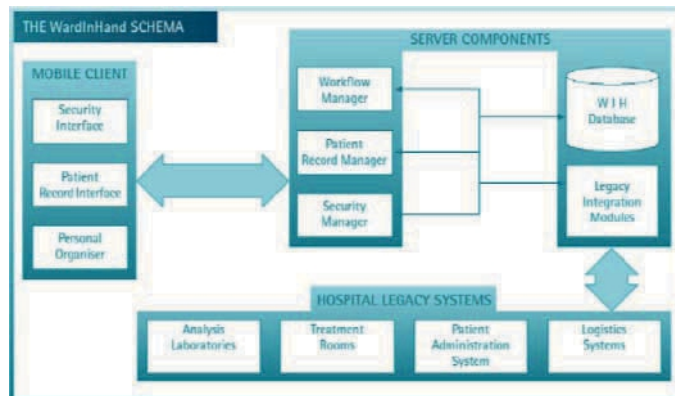 THE WardInHand SCHEMA
MOBILE CLIENT
Security
Interface
Patient
Record Interface
Personal
Organiser
SERVER COMPONENTS
Workflow
Manager
Patient
Record Manager
Security
Manager
W I H
Database
Legacy
Integration
Modules
HOSPITAL LEGACY SYSTEMS
Analysis
Laboratories
Treatment
Rooms
Patient
Administration
System
Logistics
Systems